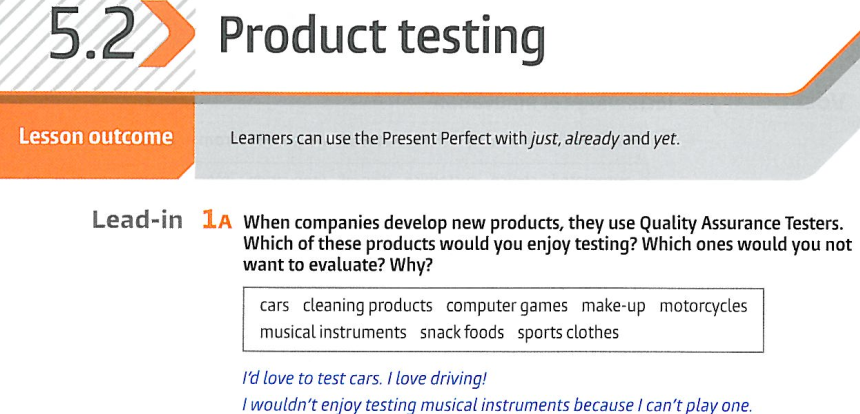 5.2 Product testing
Lesson outcome Learners can use the Present Perfect with just, already and yet.
Lead-in 1A When companies develop new products, they use Quality Assurance Testers.
Which of these products would you enjoy testing? Which ones would you not
want to evaluate? Why?
cars cleaning products computer games make-up motorcycles
musical instruments snack foods sports clothes
I'd love to test cars. I love driving!
I wouldn't enjoy testing musical instruments because I can't play one.